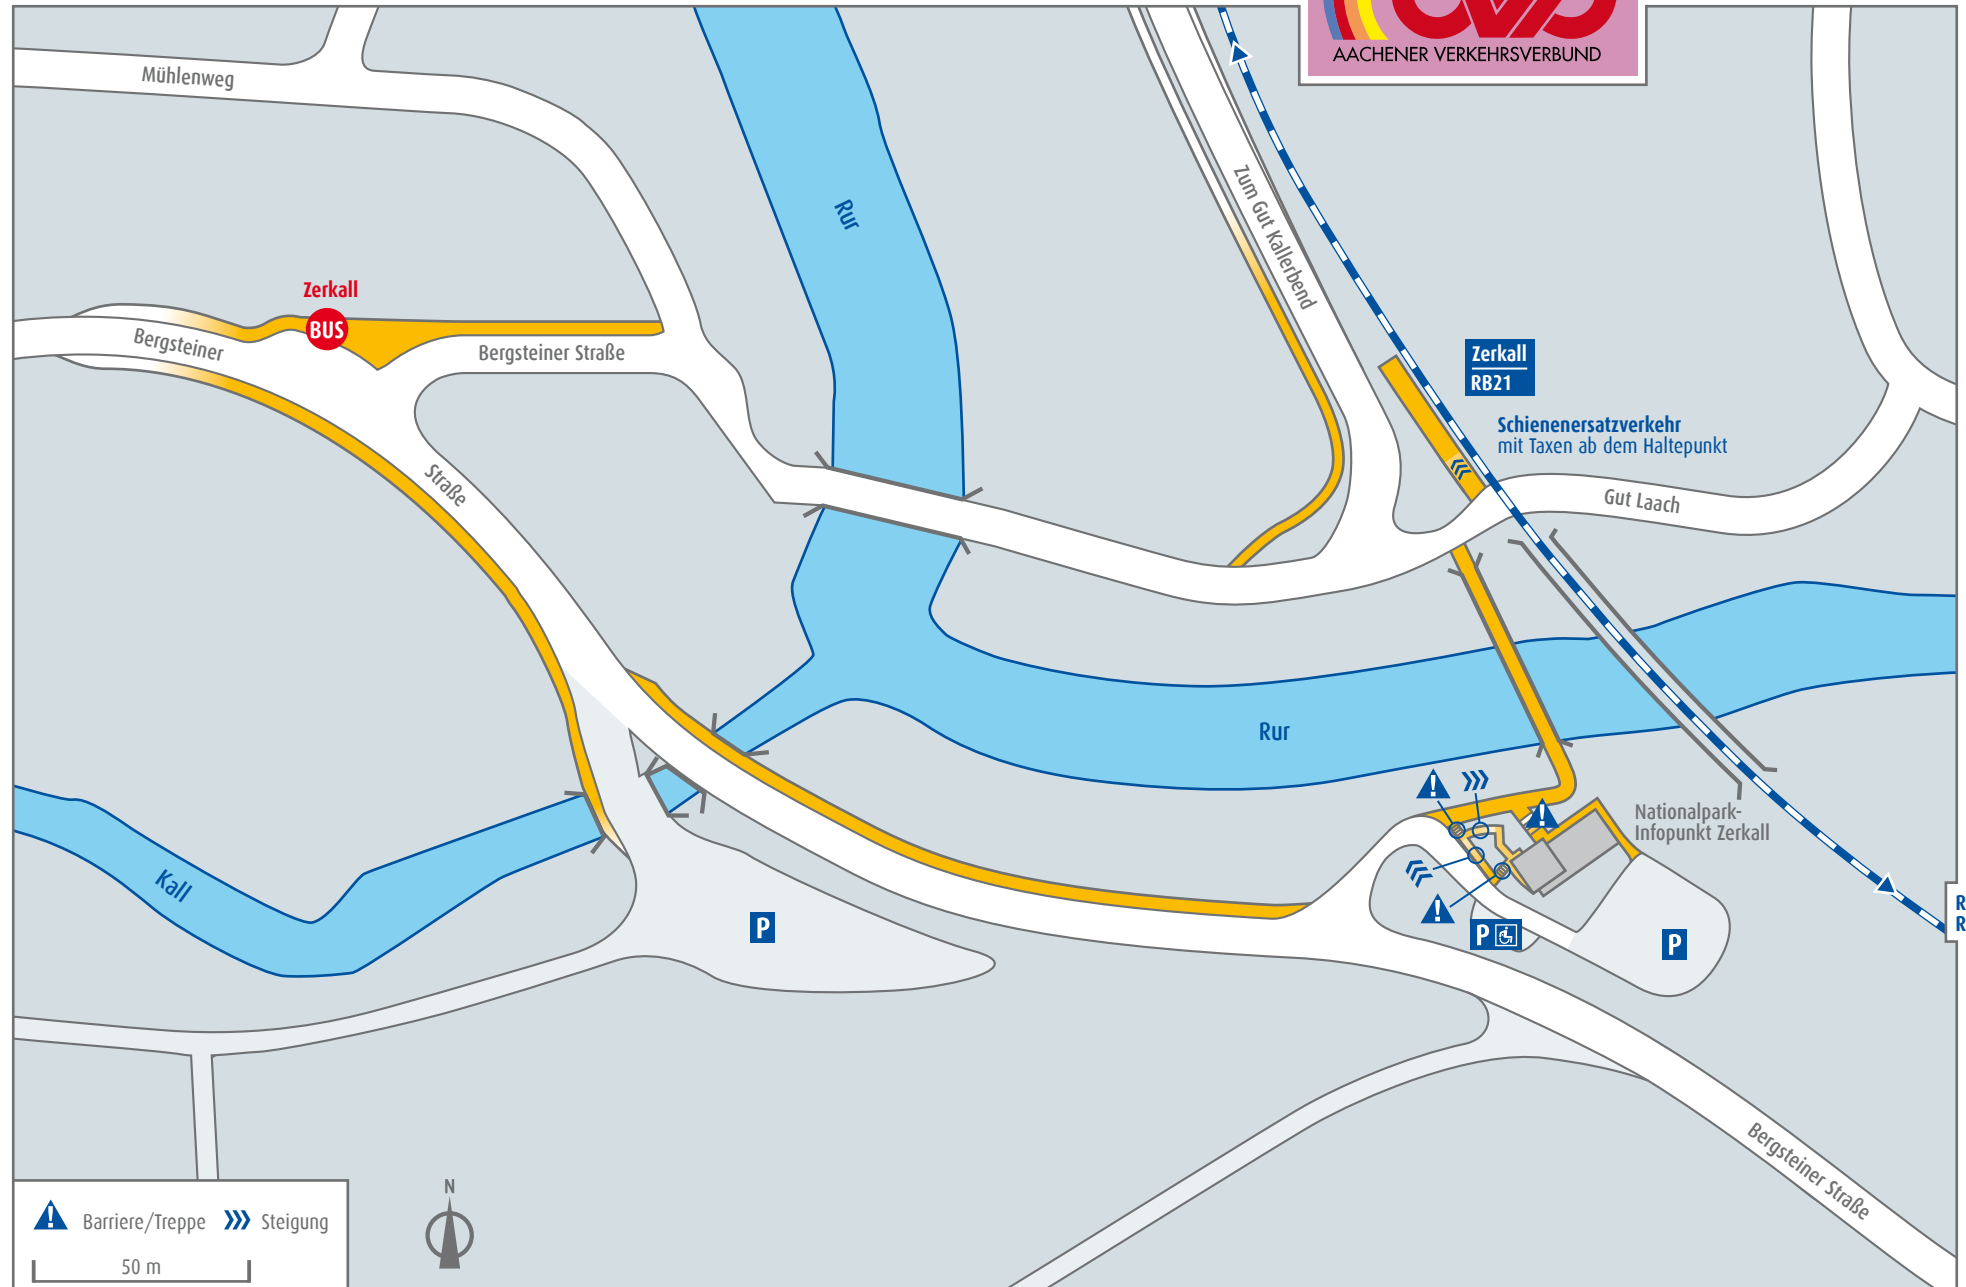 AACHENER VERKEHRSVERBUND
Mühlenweg
Rur
Zum Gut Kallerbend
Zerkall
BUS
Bergsteiner
Bergsteiner Straße
Zerkall
RB21
Schienenersatzverkehr
mit Taxen ab dem Haltepunkt
Straße
Gut Laach
Rur
Nationalpark-
Infopunkt Zerkall
Kall
P
P
P
R
R
Bergsteiner Straße
N
Barriere/Treppe
Steigung
50 m